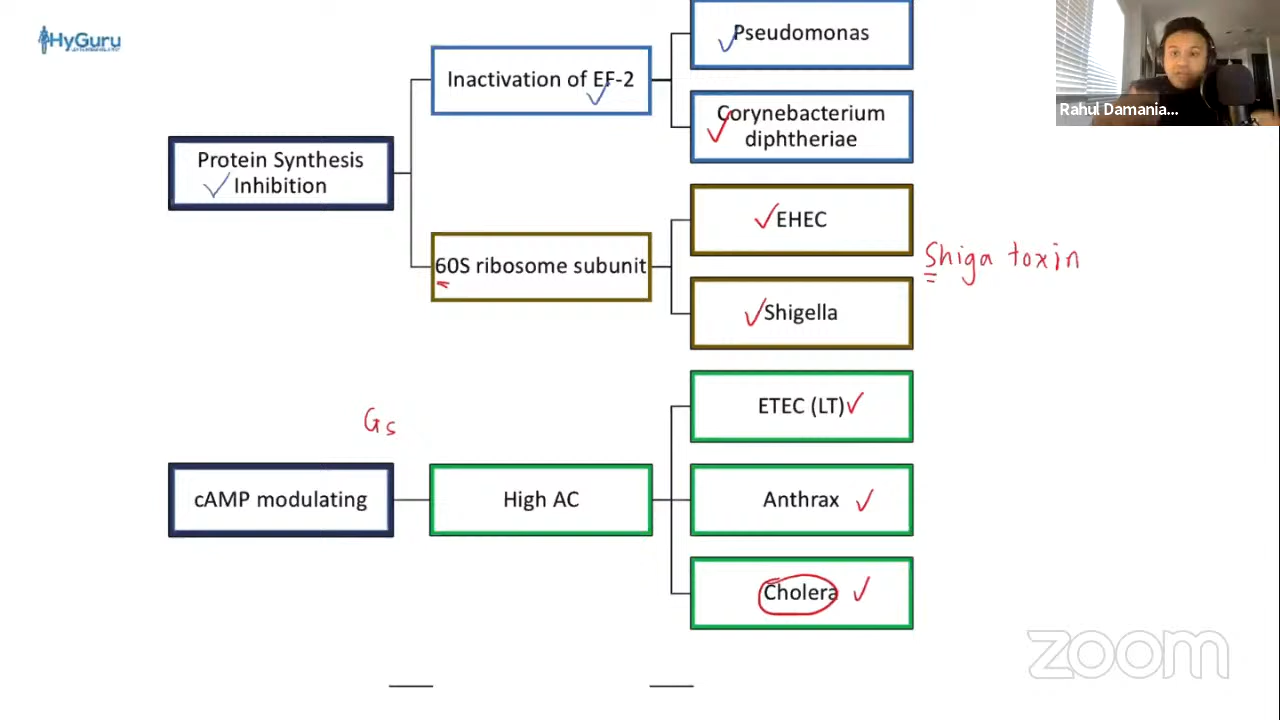 HyGuru
Pseudomonas
Inactivation of EF-2
Corynebacterium
diphtheriae
Rahul Damania...
Protein Synthesis
Inhibition
EHEC
60S ribosome subunit
Shiga toxin
Shigella
ETEC (LT)
Gs
cAMP modulating
High AC
Anthrax
Cholera
zoom